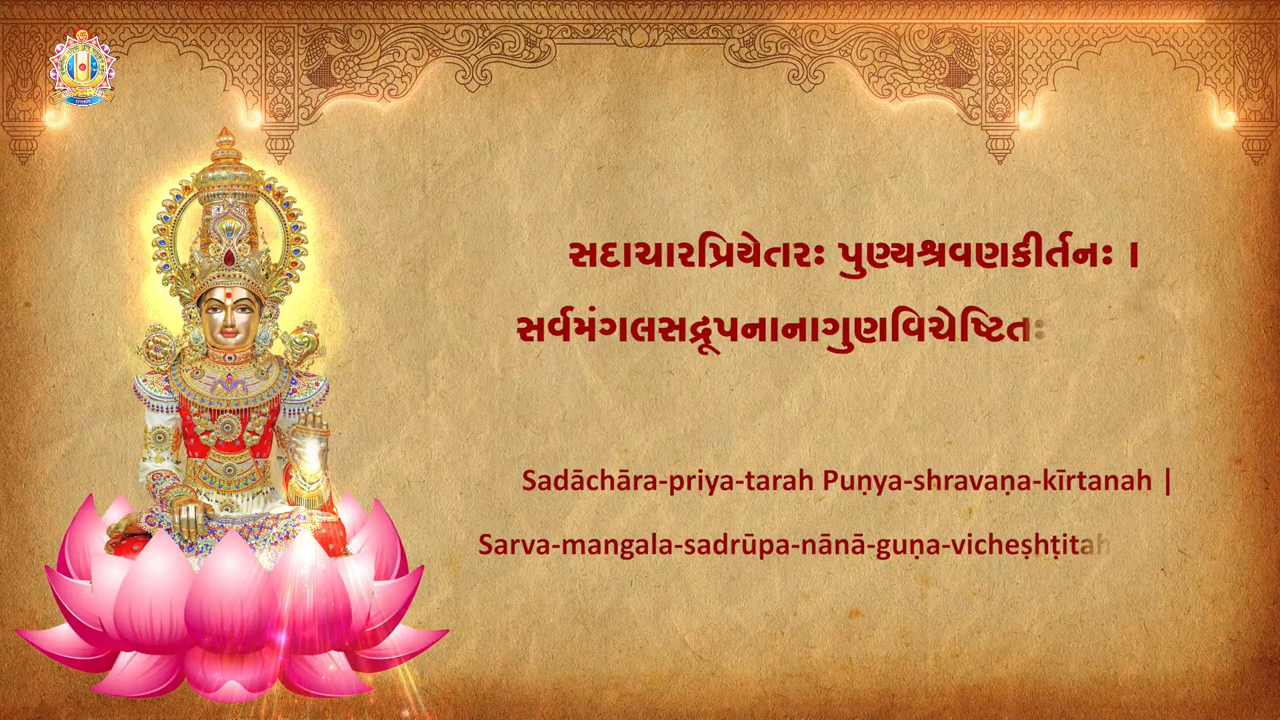 સદાચારપ્રિયેતરઃ પુણ્યશ્રવણકીર્તનઃ ।
સર્વમંગલસદ્રૂપનાનાગુણવિચેષ્ટિતઃ
Sadāchāra-priya-tarah Puṇya-shravaṇa-kīrtanah |
Sarva-mangala-sadrūpa-nānā-guṇa-vicheṣhṭitah